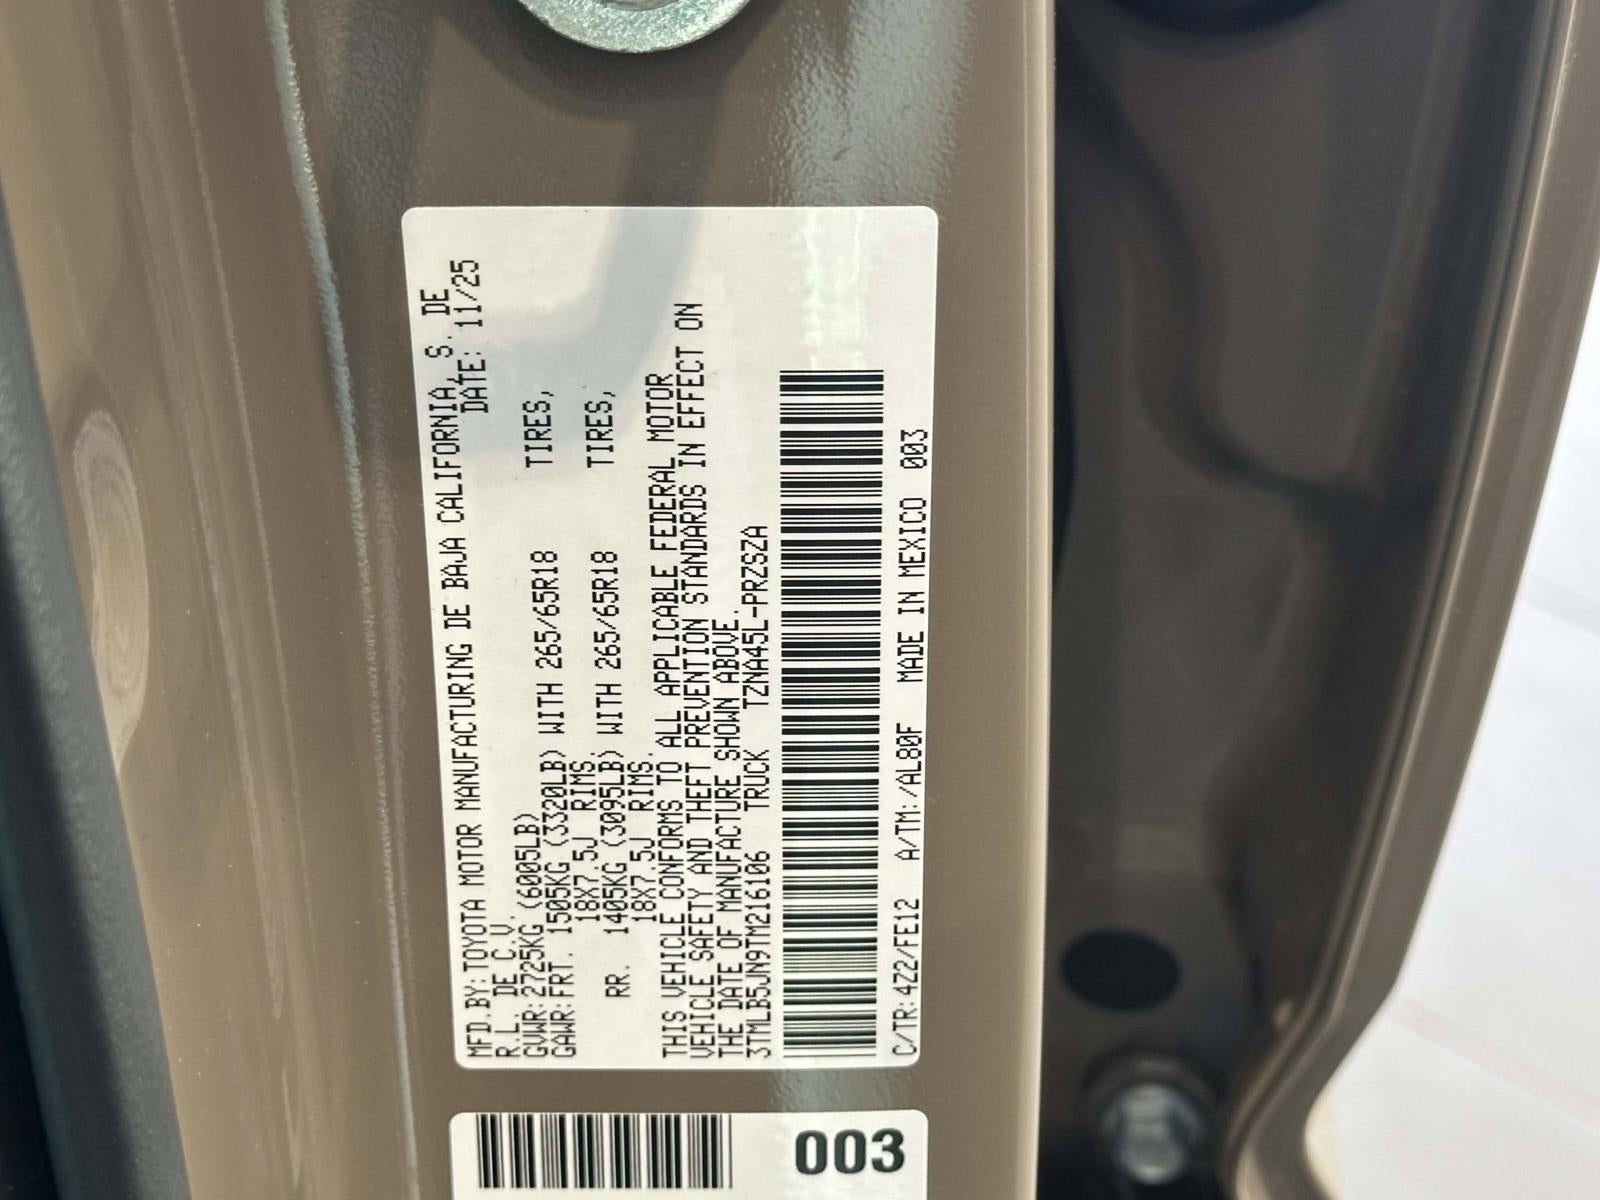 MFD.BY:TOYOTA MOTOR MANUFACTURING DE BAJA CALIFORNIA, S. DE
R.L. DE C.V. DATE: 11/25
GVWR:2725KG (6005LB)
GAWR:FRT. 1505KG (3320LB) WITH 265/65R18 TIRES,
18X7.5J RIMS.
RR. 1405KG (3095LB) WITH 265/65R18 TIRES,
18X7.5J RIMS.
THIS VEHICLE CONFORMS TO ALL APPLICABLE FEDERAL MOTOR
VEHICLE SAFETY AND THEFT PREVENTION STANDARDS IN EFFECT ON
THE DATE OF MANUFACTURE SHOWN ABOVE.
3TMLB5JN9TM216106 TRUCK TZNA45L-PRZSZA
C/TR:4Z2/FE12 A/TM:/AL80F MADE IN MEXICO 003
003